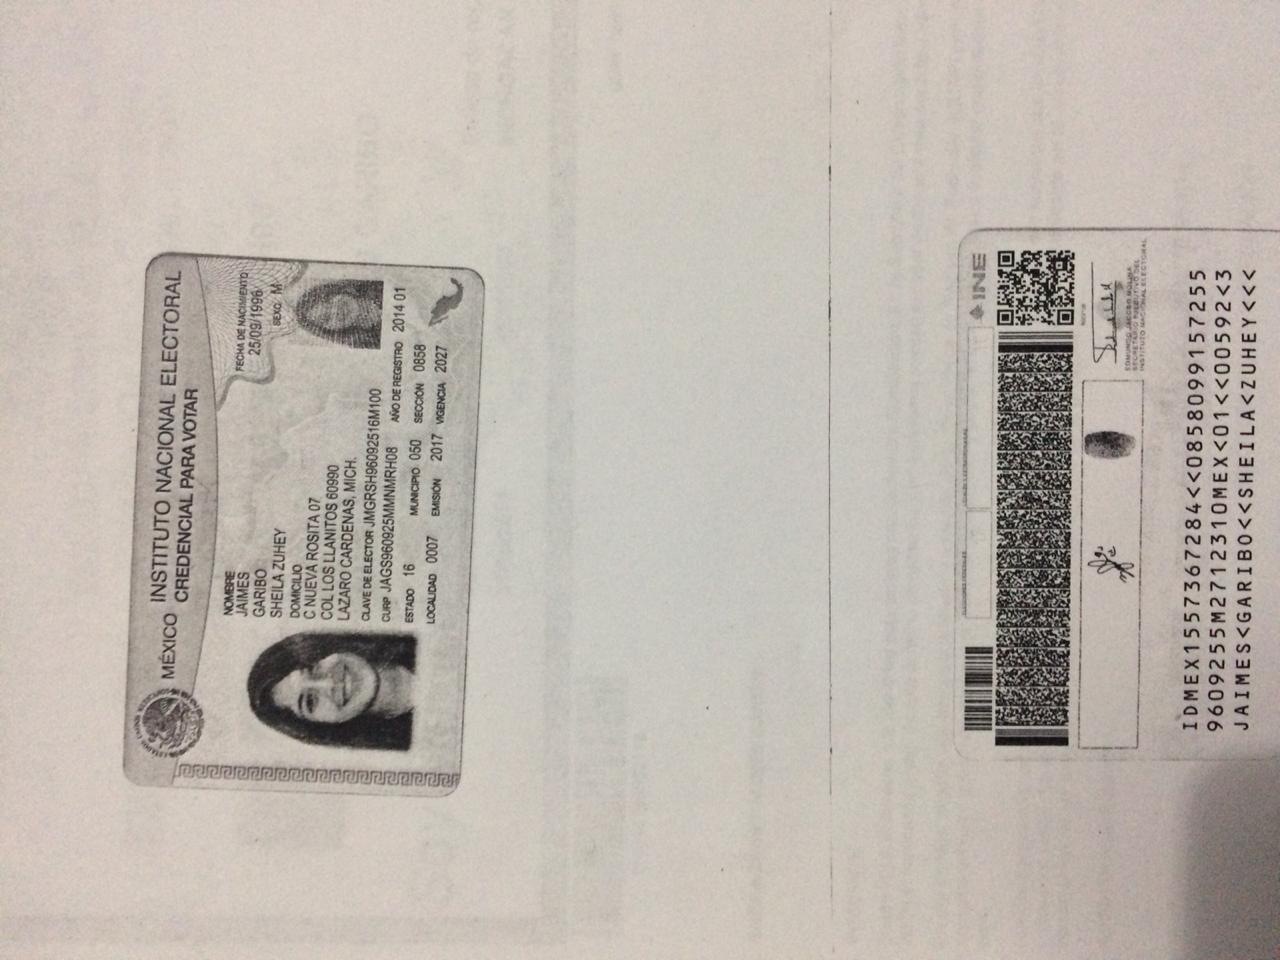 MÉXICO INSTITUTO NACIONAL ELECTORAL
CREDENCIAL PARA VOTAR
NOMBRE
JAIMES
GARIBO
SHEILA ZUHEY
FECHA DE NACIMIENTO
25/09/1996
SEXO M
DOMICILIO
C NUEVA ROSITA 07
COL LOS LLANITOS 60990
LAZARO CARDENAS, MICH.
CLAVE DE ELECTOR JMGRSH96092516M100
CURP JAGS960925MMNMRH08 AÑO DE REGISTRO 2014 01
ESTADO 16 MUNICIPIO 050 SECCIÓN 0858
LOCALIDAD 0007 EMISIÓN 2017 VIGENCIA 2027
ELECCIONES FEDERALES
INE
EDMUNDO JACOBO MOLINA
SECRETARIO EJECUTIVO DEL
INSTITUTO NACIONAL ELECTORAL
IDMEX1557367284<<0858099157255
9609255M2712310MEX<01<<00592<3
JAIMES<GARIBO<<SHEILA<ZUHEY<<<